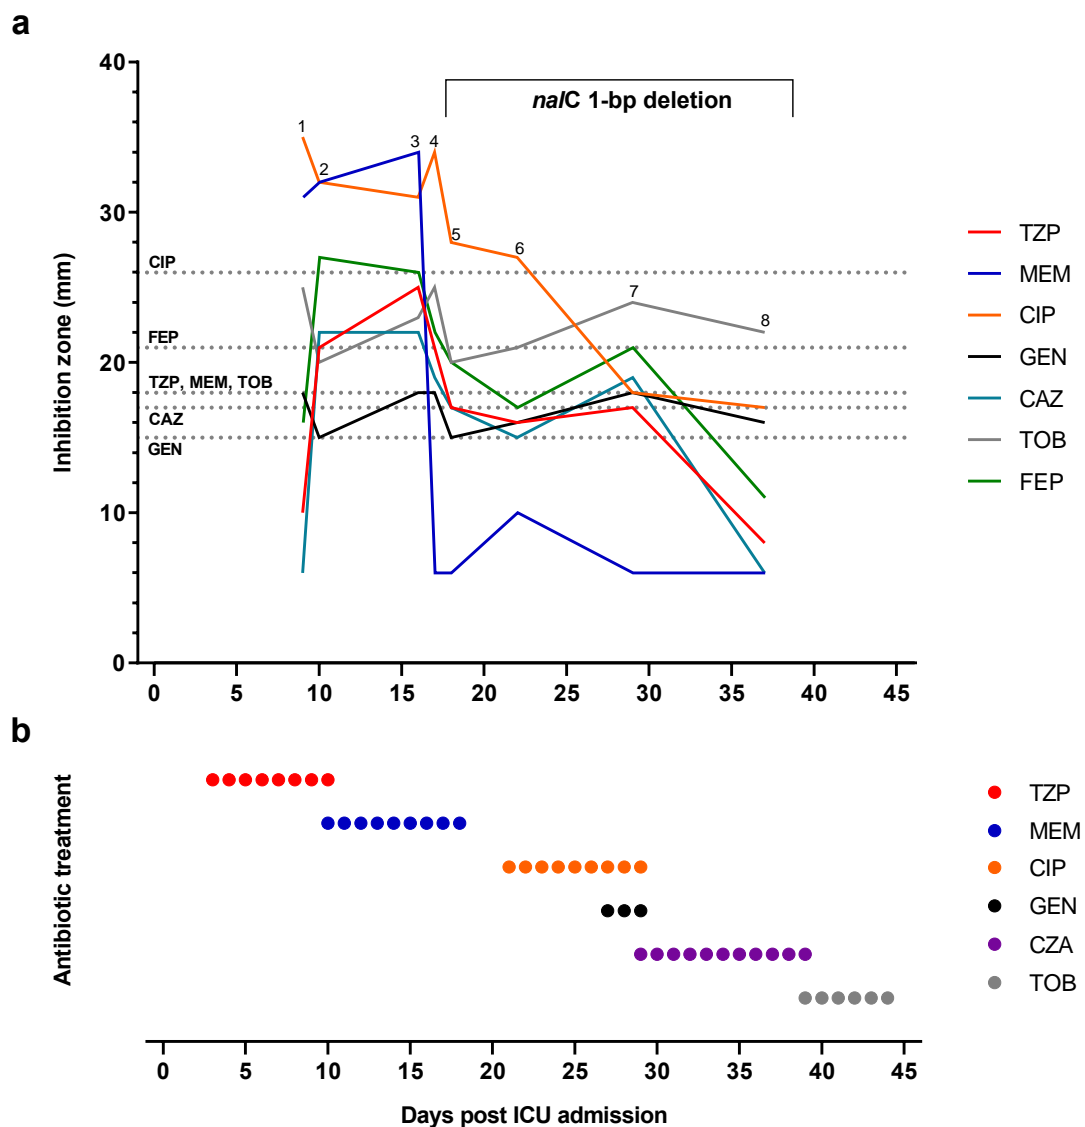 a
40
30
20
10
0
Inhibition zone (mm)
nalC 1-bp deletion
1
2
3
4
5
6
7
8
CIP
FEP
TZP, MEM, TOB
CAZ
GEN
0 5 10 15 20 25 30 35 40 45
TZP
MEM
CIP
GEN
CAZ
TOB
FEP
b
Antibiotic treatment
TZP
MEM
CIP
GEN
CZA
TOB
0 5 10 15 20 25 30 35 40 45
Days post ICU admission